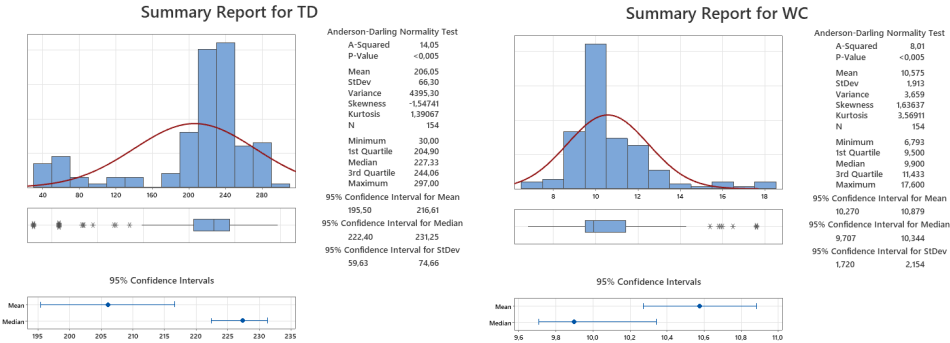 Summary Report for TD
Anderson-Darling Normality Test
A-Squared 14,05
P-Value <0,005
Mean 206,05
StDev 66,30
Variance 4395,30
Skewness -1,54741
Kurtosis 1,39067
N 154
Minimum 30,00
1st Quartile 204,90
Median 227,33
3rd Quartile 244,06
Maximum 297,00
95% Confidence Interval for Mean
195,50 216,61
95% Confidence Interval for Median
222,40 231,25
95% Confidence Interval for StDev
59,63 74,66
40 80 120 160 200 240 280
95% Confidence Intervals
Mean
Median
195 200 205 210 215 220 225 230 235
Summary Report for WC
Anderson-Darling Normality Test
A-Squared 8,01
P-Value <0,005
Mean 10,575
StDev 1,913
Variance 3,659
Skewness 1,63637
Kurtosis 3,56911
N 154
Minimum 6,793
1st Quartile 9,500
Median 9,900
3rd Quartile 11,433
Maximum 17,600
95% Confidence Interval for Mean
10,270 10,879
95% Confidence Interval for Median
9,707 10,344
95% Confidence Interval for StDev
1,720 2,154
8 10 12 14 16 18
95% Confidence Intervals
Mean
Median
9,6 9,8 10,0 10,2 10,4 10,6 10,8 11,0